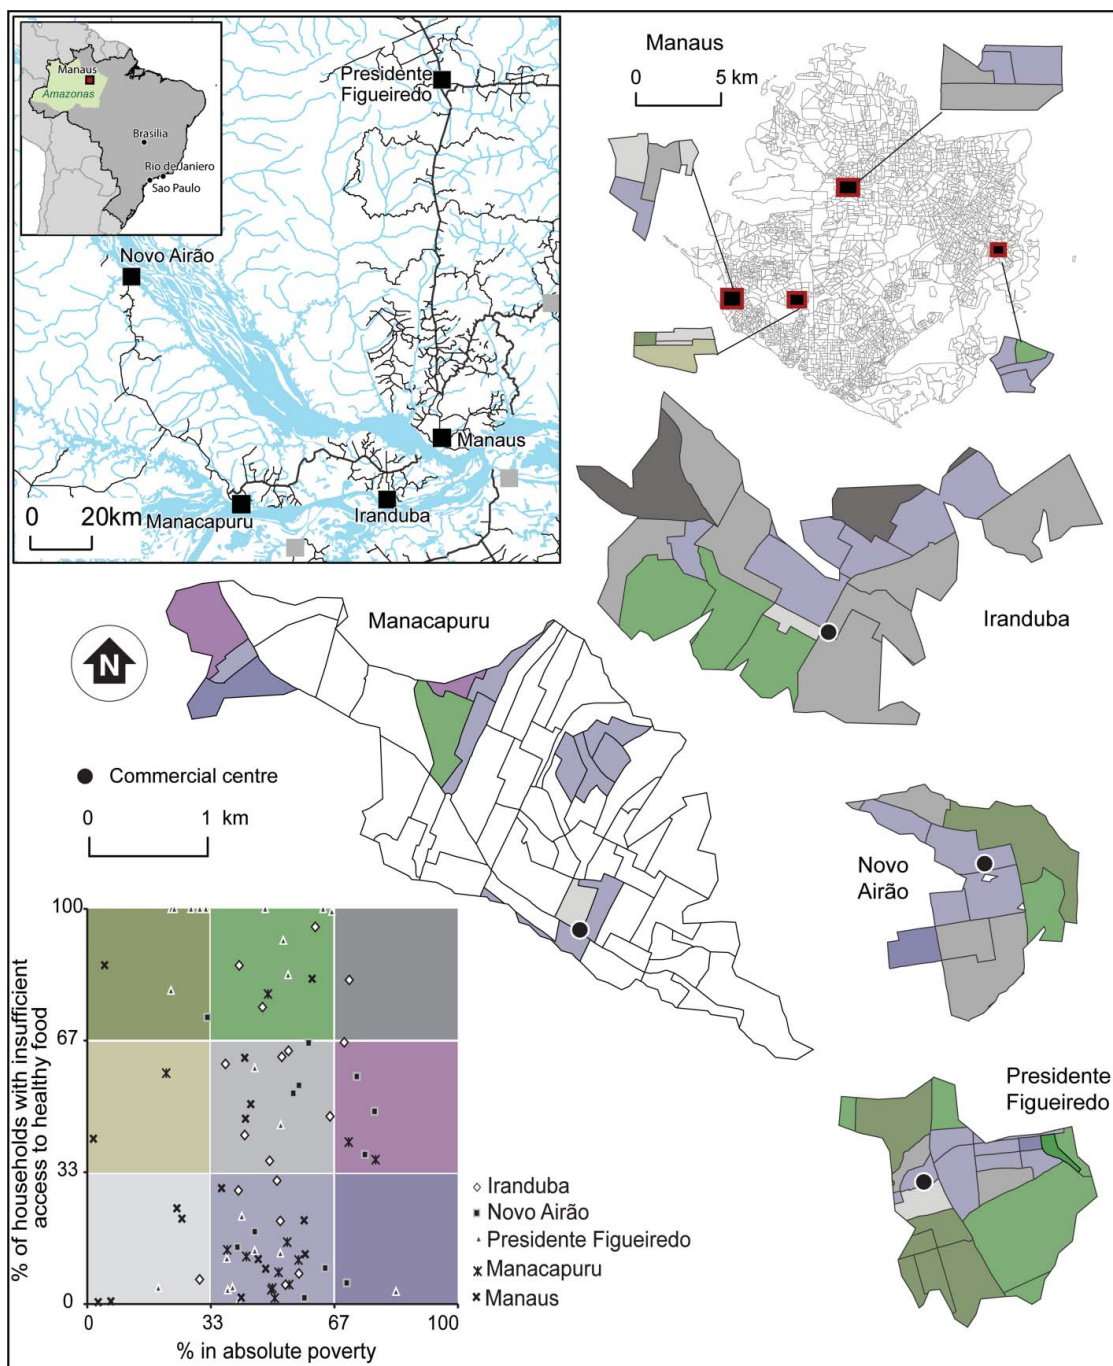 Manaus
Amazonas
Brasilia
Rio de Janiero
Sao Paulo
Presidente
Figueiredo
Novo Airão
Manaus
Iranduba
Manacapuru
0 20km
Manaus
0 5 km
Iranduba
Manacapuru
N
Commercial centre
0 1 km
Novo
Airão
Presidente
Figueiredo
100
67
33
0
% of households with insufficient
access to healthy food
0 33 67 100
% in absolute poverty
Iranduba
Novo Airão
Presidente Figueiredo
Manacapuru
Manaus